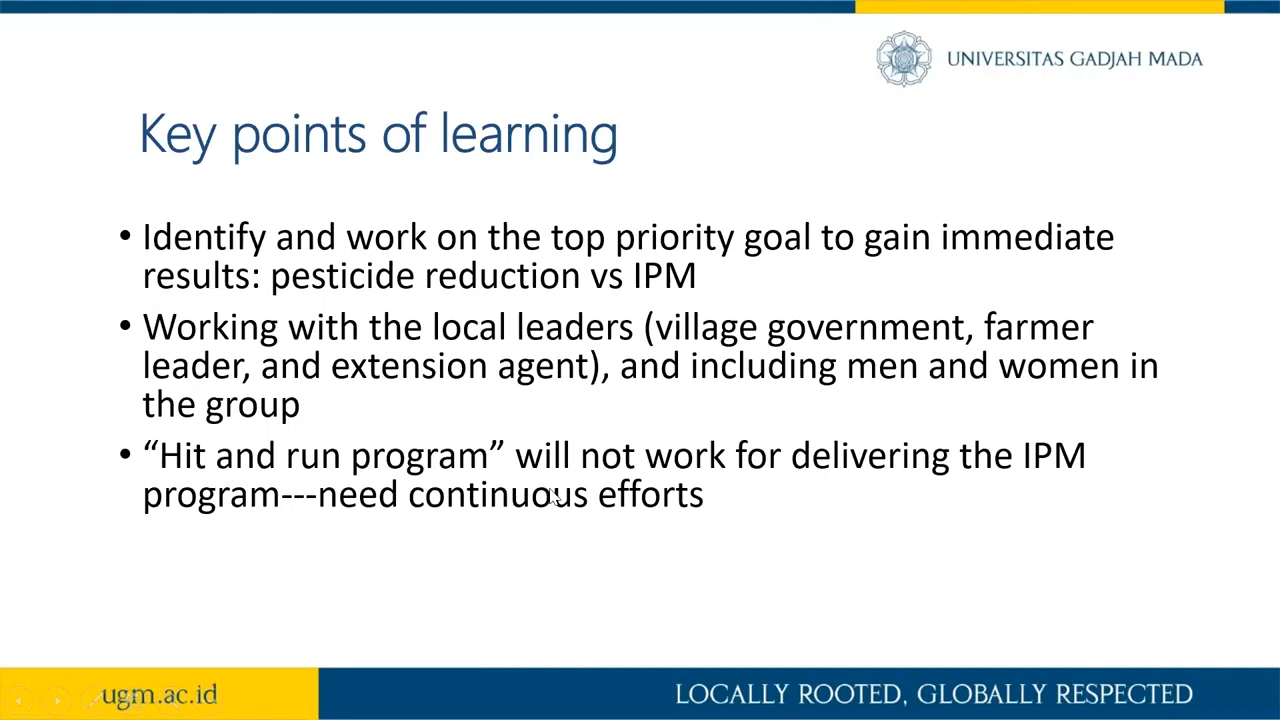 UNIVERSITAS GADJAH MADA
Key points of learning
• Identify and work on the top priority goal to gain immediate
results: pesticide reduction vs IPM
• Working with the local leaders (village government, farmer
leader, and extension agent), and including men and women in
the group
• “Hit and run program” will not work for delivering the IPM
program---need continuous efforts
ugm.ac.id
LOCALLY ROOTED, GLOBALLY RESPECTED